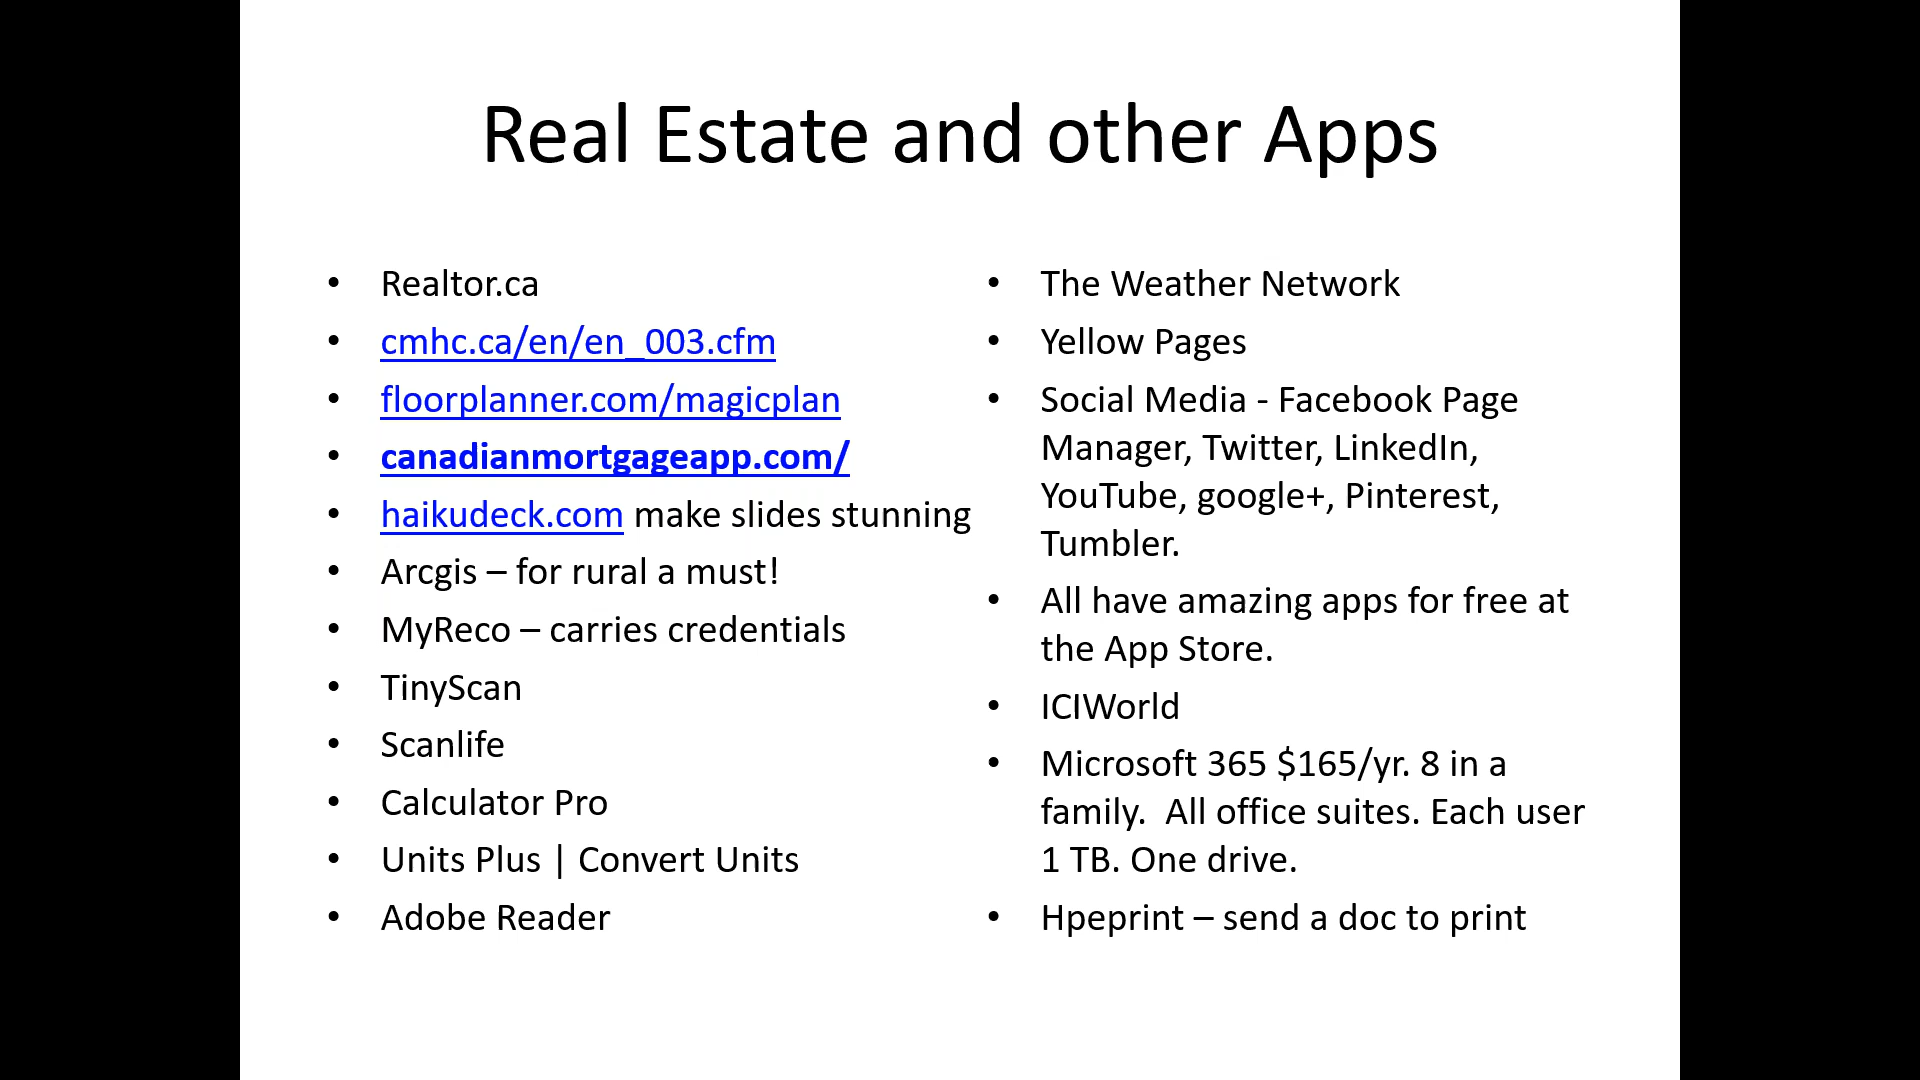 Real Estate and other Apps
• Realtor.ca
• cmhc.ca/en/en_003.cfm
• floorplanner.com/magicplan
• canadianmortgageapp.com/
• haikudeck.com make slides stunning
• Arcgis – for rural a must!
• MyReco – carries credentials
• TinyScan
• Scanlife
• Calculator Pro
• Units Plus | Convert Units
• Adobe Reader
• The Weather Network
• Yellow Pages
• Social Media - Facebook Page
Manager, Twitter, LinkedIn,
YouTube, google+, Pinterest,
Tumbler.
• All have amazing apps for free at
the App Store.
• ICIWorld
• Microsoft 365 $165/yr. 8 in a
family.  All office suites. Each user
1 TB. One drive.
• Hpeprint – send a doc to print